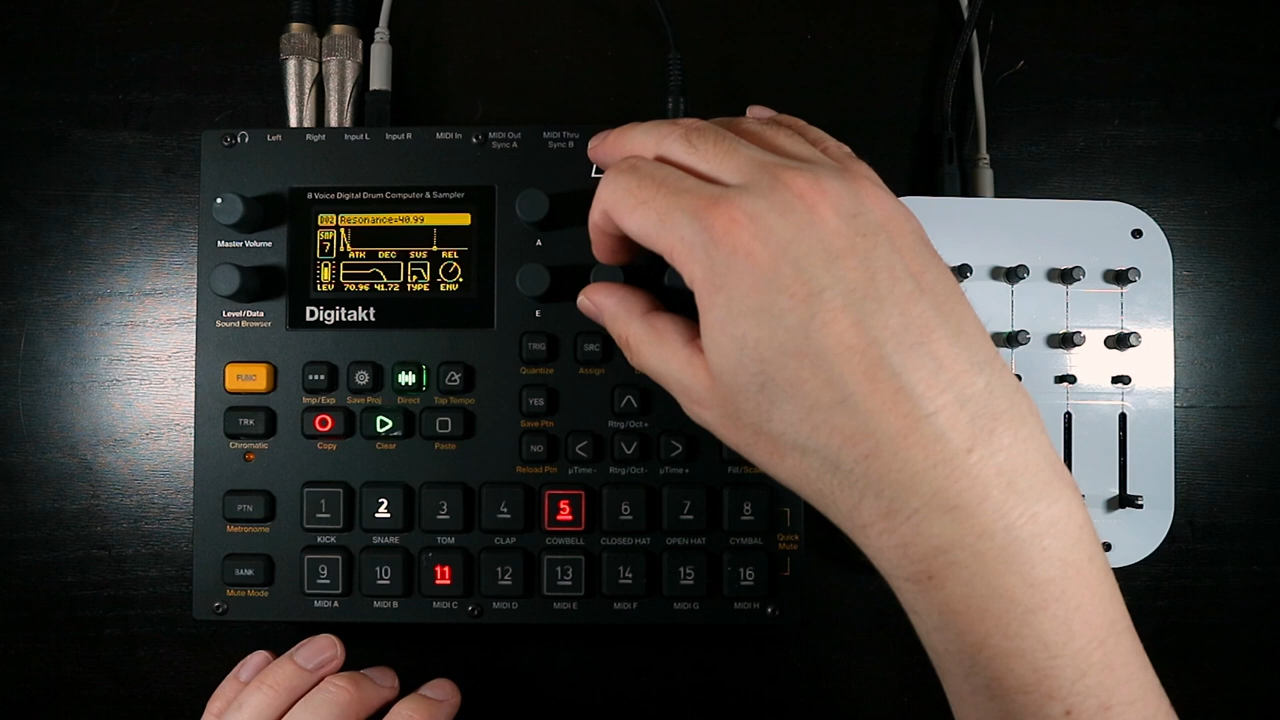 Left Right Input L Input R MIDI In MIDI Out MIDI Thru
Sync A Sync B
8 Voice Digital Drum Computer & Sampler
Resonance=40.99
SMP
7
ATK DEC SUS REL
LEV 70.96 41.72 TYPE ENV
Digitakt
Master Volume
Level/Data
Sound Browser
A
E
TRIG SRC
Quantize Assign
FUNC
Imp/Exp Save Proj Direct Tap Tempo
YES
Save Ptn Rtrg/Oct+
TRK
Chromatic Copy Clear Paste
NO
Reload Ptn µTime- Rtrg/Oct- µTime+ Fill/Scale
PTN 1 2 3 4 5 6 7 8
Metronome KICK SNARE TOM CLAP COWBELL CLOSED HAT OPEN HAT CYMBAL
Quick
Mute
BANK 9 10 11 12 13 14 15 16
Mute Mode MIDI A MIDI B MIDI C MIDI D MIDI E MIDI F MIDI G MIDI H